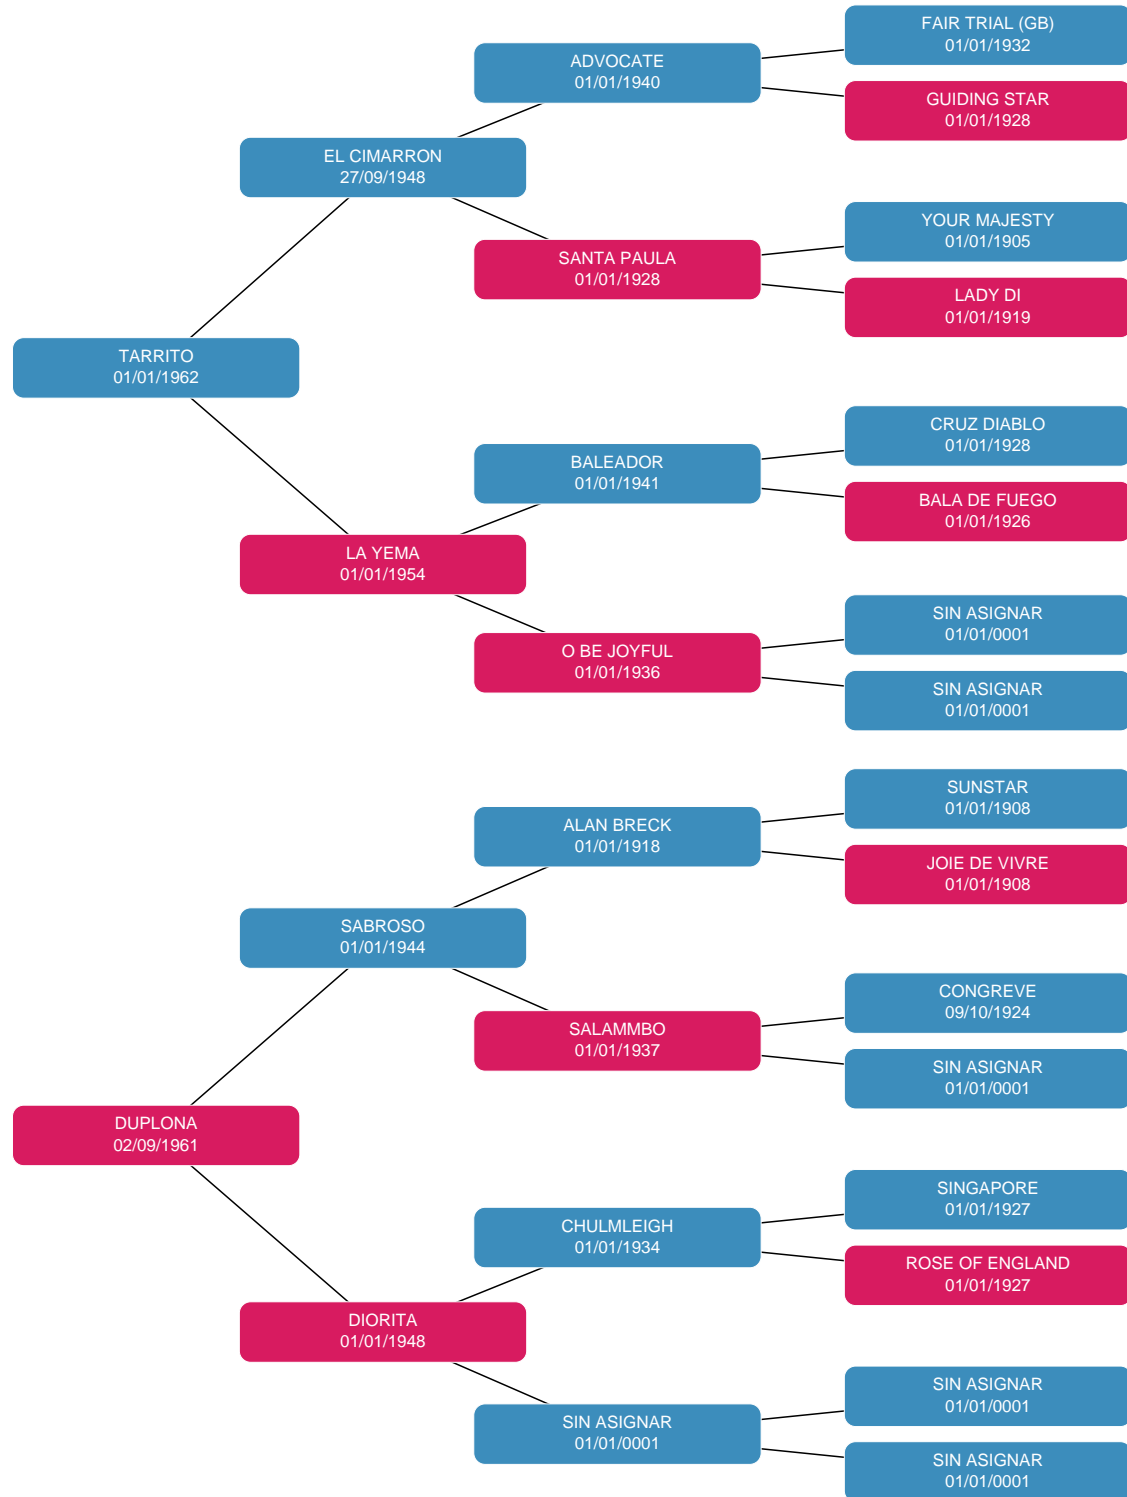 FAIR TRIAL (GB)
01/01/1932
ADVOCATE
01/01/1940
GUIDING STAR
01/01/1928
EL CIMARRON
27/09/1948
YOUR MAJESTY
01/01/1905
SANTA PAULA
01/01/1928
LADY DI
01/01/1919
TARRITO
01/01/1962
CRUZ DIABLO
01/01/1928
BALEADOR
01/01/1941
BALA DE FUEGO
01/01/1926
LA YEMA
01/01/1954
SIN ASIGNAR
01/01/0001
O BE JOYFUL
01/01/1936
SIN ASIGNAR
01/01/0001
SUNSTAR
01/01/1908
ALAN BRECK
01/01/1918
JOIE DE VIVRE
01/01/1908
SABROSO
01/01/1944
CONGREVE
09/10/1924
SALAMMBO
01/01/1937
SIN ASIGNAR
01/01/0001
DUPLONA
02/09/1961
SINGAPORE
01/01/1927
CHULMLEIGH
01/01/1934
ROSE OF ENGLAND
01/01/1927
DIORITA
01/01/1948
SIN ASIGNAR
01/01/0001
SIN ASIGNAR
01/01/0001
SIN ASIGNAR
01/01/0001